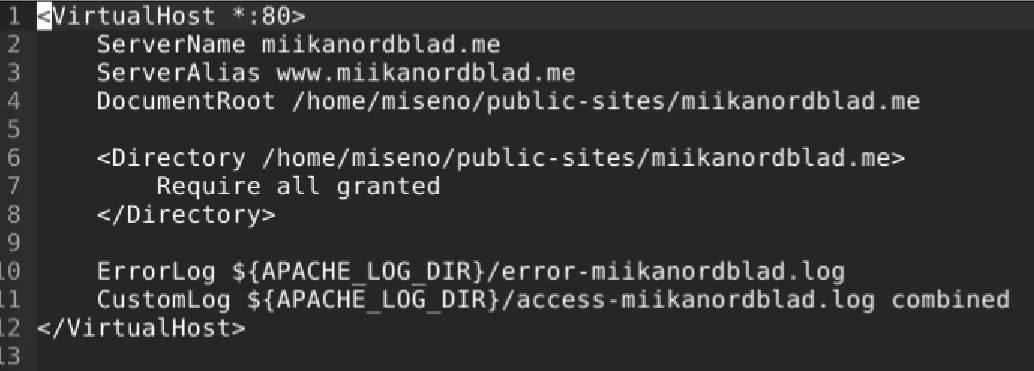 1 <VirtualHost *:80>
2     ServerName miikanordblad.me
3     ServerAlias www.miikanordblad.me
4     DocumentRoot /home/miseno/public-sites/miikanordblad.me
5
6     <Directory /home/miseno/public-sites/miikanordblad.me>
7         Require all granted
8     </Directory>
9
10     ErrorLog ${APACHE_LOG_DIR}/error-miikanordblad.log
11     CustomLog ${APACHE_LOG_DIR}/access-miikanordblad.log combined
12 </VirtualHost>
13